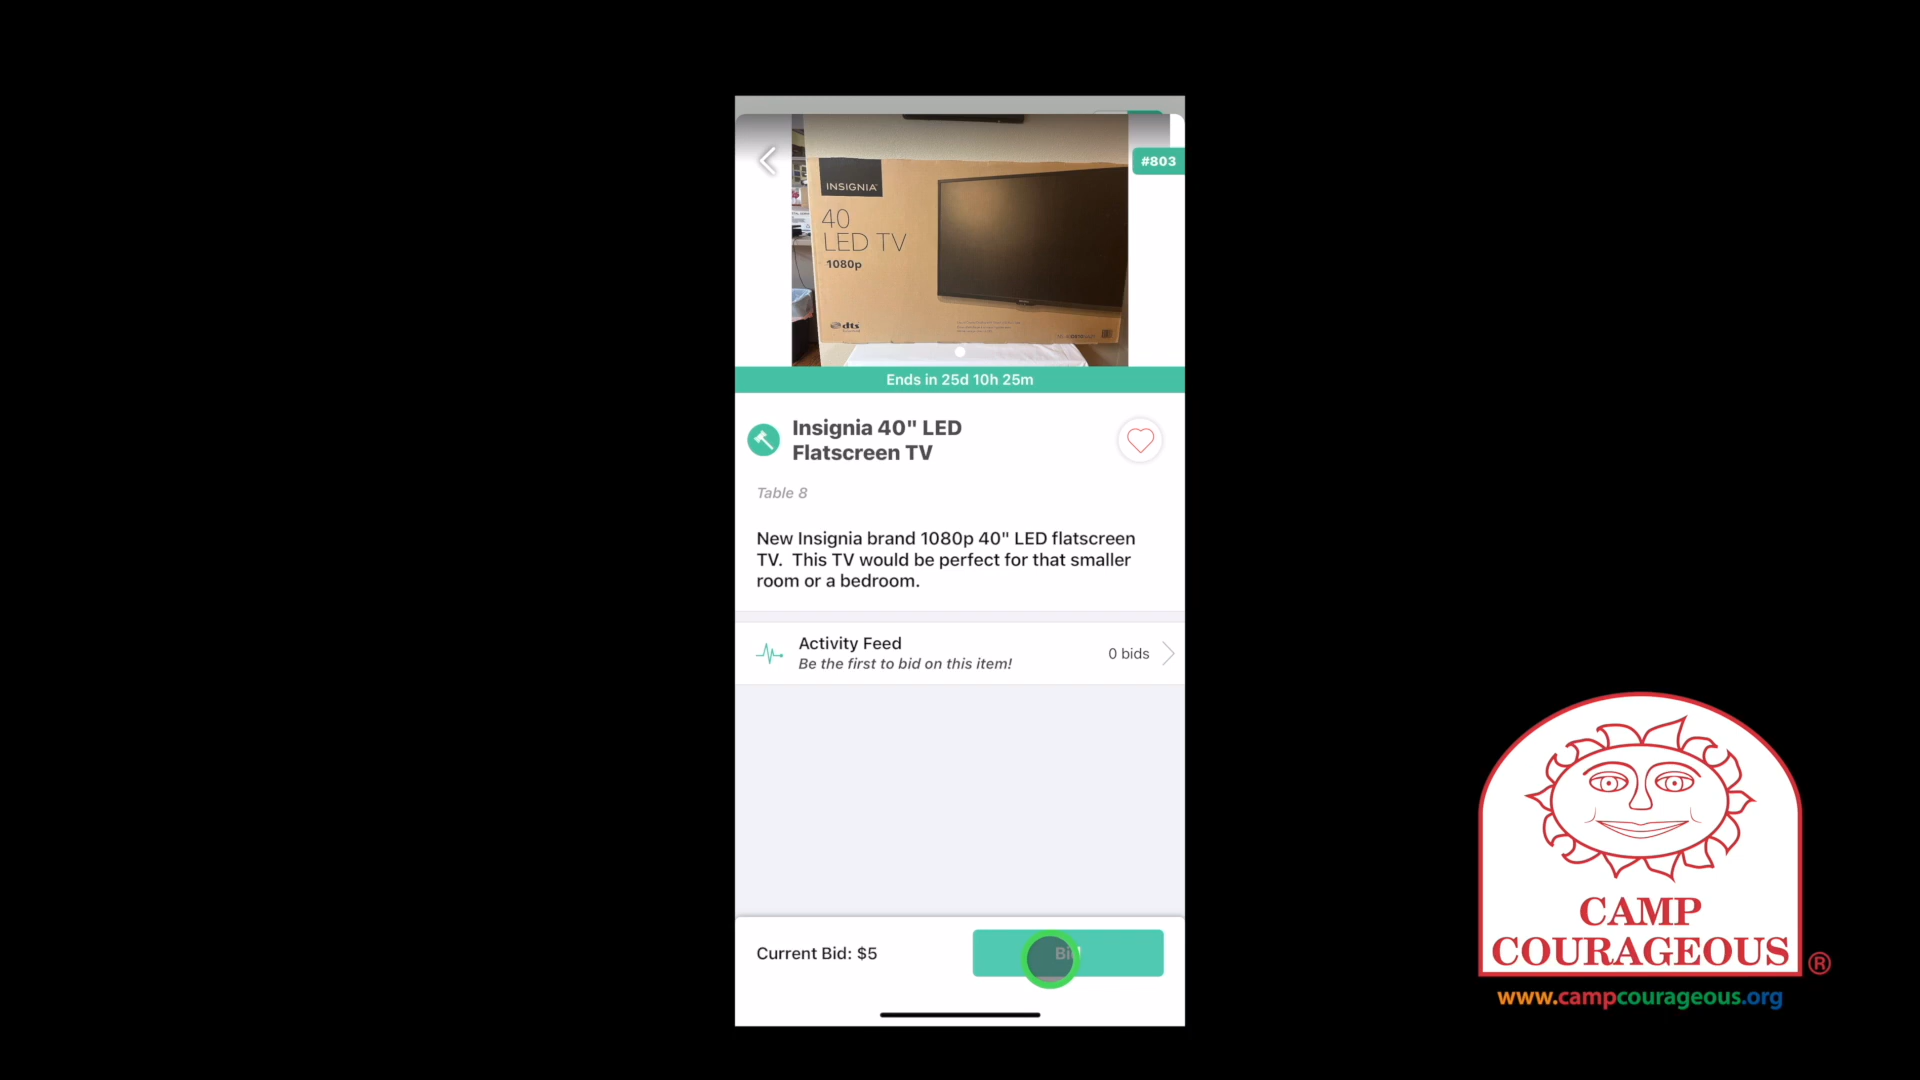 #803
INSIGNIA
40
LED TV
1080p
dts
Ends in 25d 10h 25m
Insignia 40" LED
Flatscreen TV
Table 8
New Insignia brand 1080p 40" LED flatscreen
TV. This TV would be perfect for that smaller
room or a bedroom.
Activity Feed
0 bids
Be the first to bid on this item!
Current Bid: $5
Bid
CAMP
COURAGEOUS ®
www.campcourageous.org